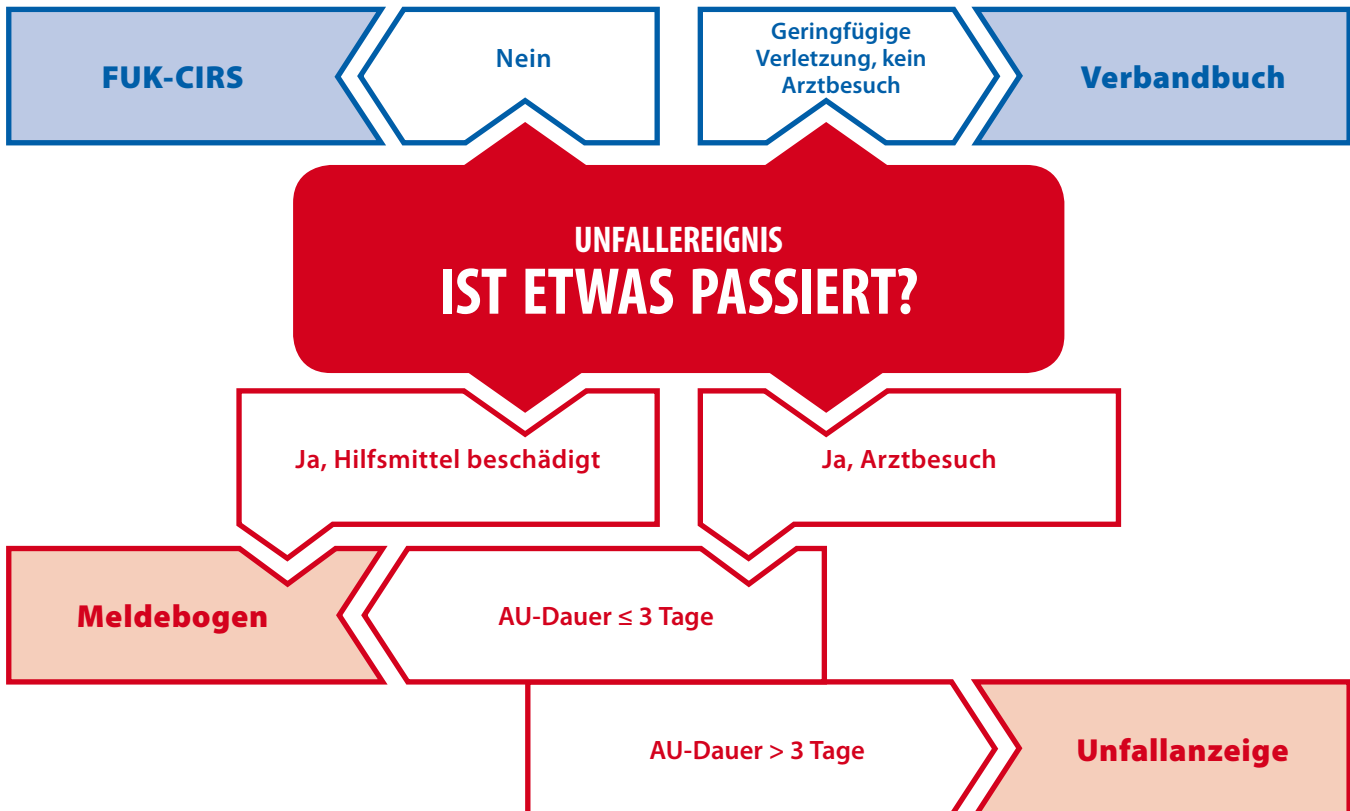 FUK-CIRS
Nein
Geringfügige
Verletzung, kein
Arztbesuch
Verbandbuch
UNFALLEREIGNIS
IST ETWAS PASSIERT?
Ja, Hilfsmittel beschädigt
Ja, Arztbesuch
Meldebogen
AU-Dauer ≤ 3 Tage
AU-Dauer > 3 Tage
Unfallanzeige